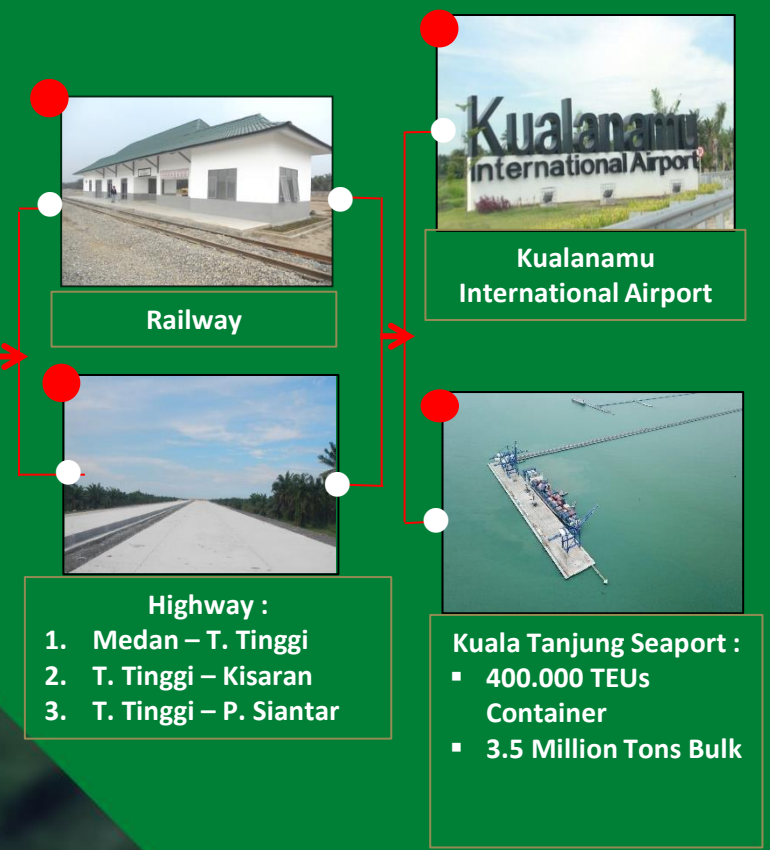 Railway
Highway :
1. Medan – T. Tinggi
2. T. Tinggi – Kisaran
3. T. Tinggi – P. Siantar
Kualanamu
International Airport
Kualanamu
International Airport
Kuala Tanjung Seaport :
▪ 400.000 TEUs
Container
▪ 3.5 Million Tons Bulk